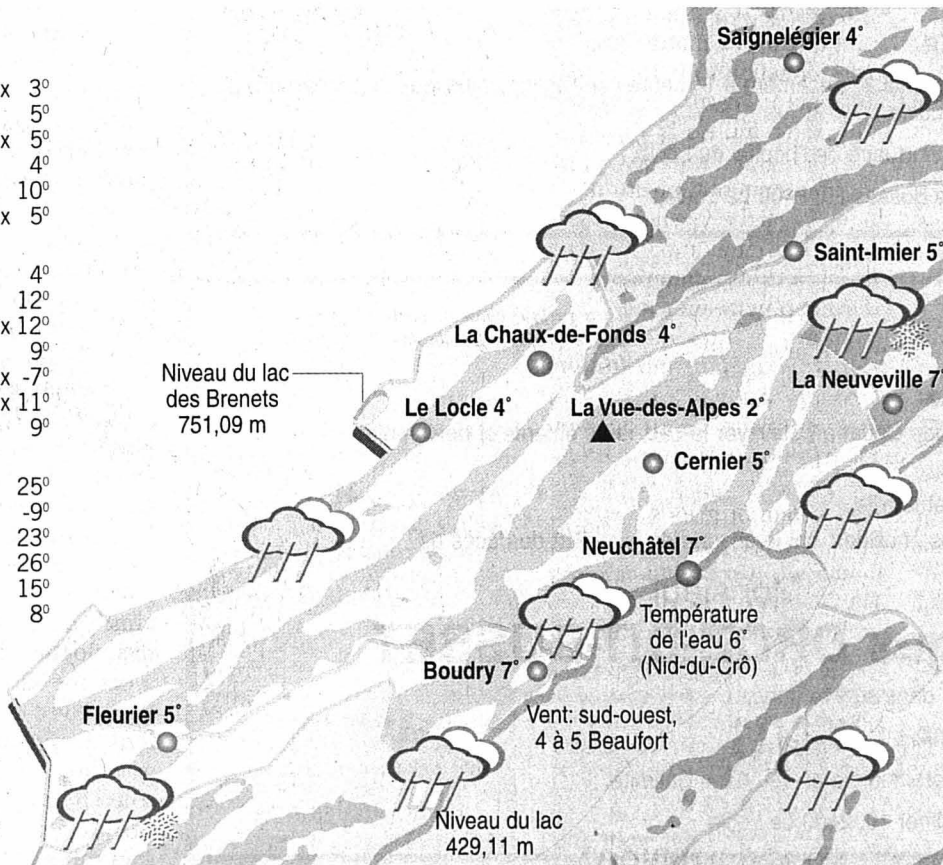 x 3°
5°
x 5°
4°
10°
x 5°
4°
12°
x 12°
9°
x -7°
x 11°
9°
25°
-9°
23°
26°
15°
8°
Saignelégier 4°
Saint-Imier 5°
La Chaux-de-Fonds 4°
Niveau du lac
des Brenets
751,09 m
Le Locle 4°
La Vue-des-Alpes 2°
La Neuveville 7°
Cernier 5°
Neuchâtel 7°
Température
de l'eau 6°
(Nid-du-Crô)
Boudry 7°
Vent: sud-ouest,
4 à 5 Beaufort
Fleurier 5°
Niveau du lac
429,11 m